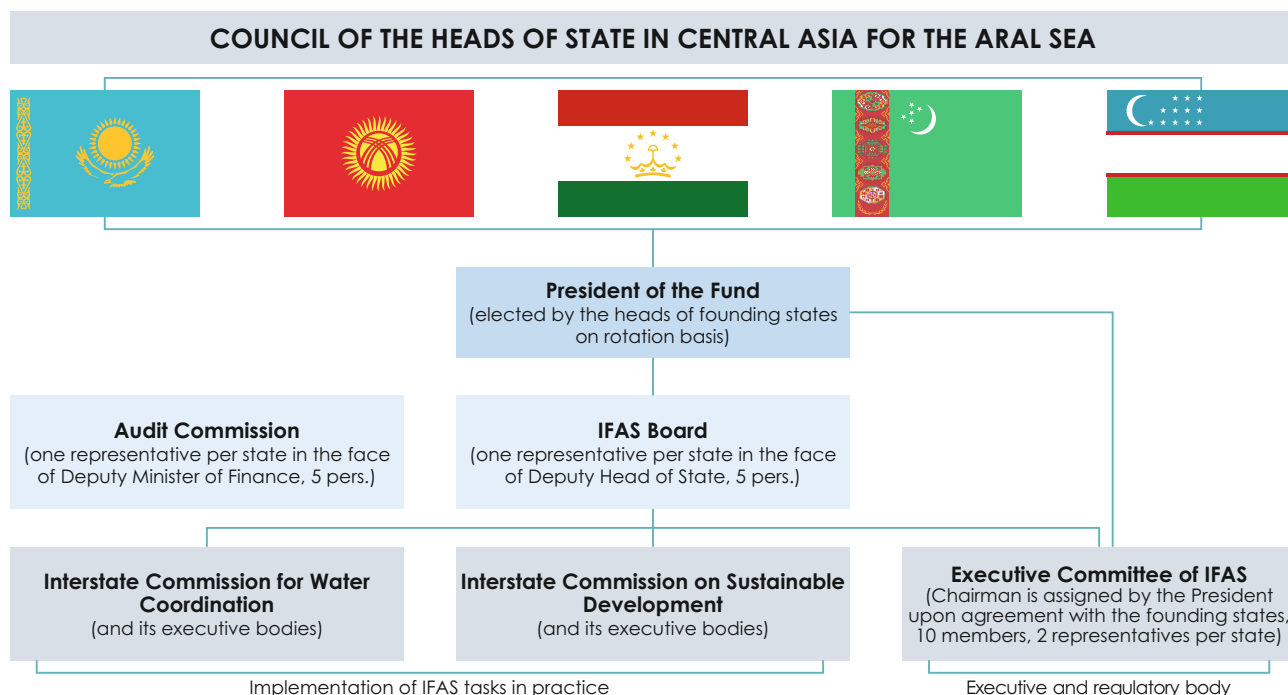 COUNCIL OF THE HEADS OF STATE IN CENTRAL ASIA FOR THE ARAL SEA
President of the Fund
(elected by the heads of founding states
on rotation basis)
Audit Commission
(one representative per state in the face
of Deputy Minister of Finance, 5 pers.)
IFAS Board
(one representative per state in the face
of Deputy Head of State, 5 pers.)
Interstate Commission for Water
Coordination
(and its executive bodies)
Interstate Commission on Sustainable
Development
(and its executive bodies)
Executive Committee of IFAS
(Chairman is assigned by the President
upon agreement with the founding states,
10 members, 2 representatives per state)
Implementation of IFAS tasks in practice
Executive and regulatory body